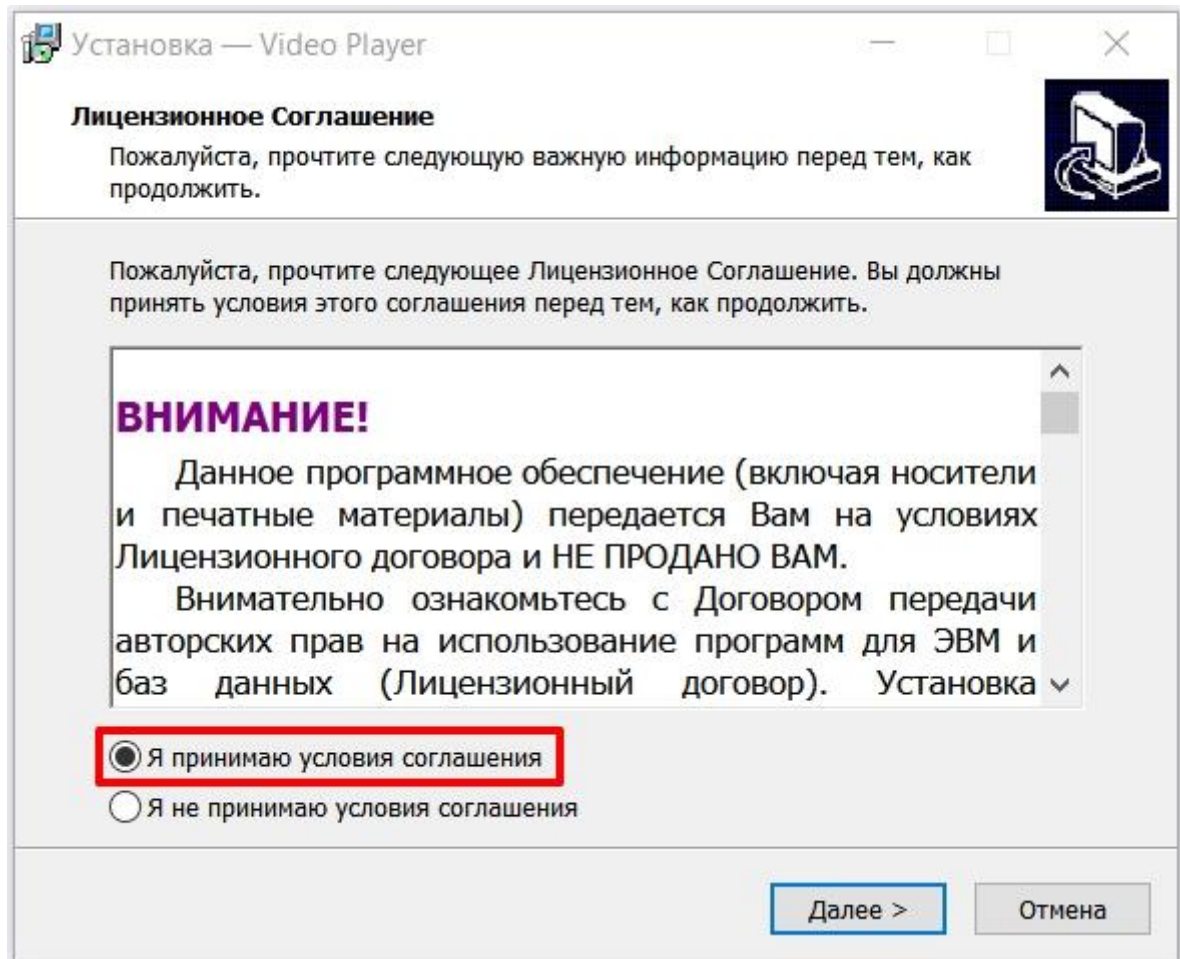 Установка — Video Player
Лицензионное Соглашение
Пожалуйста, прочтите следующую важную информацию перед тем, как
продолжить.
Пожалуйста, прочтите следующее Лицензионное Соглашение. Вы должны
принять условия этого соглашения перед тем, как продолжить.
ВНИМАНИЕ!
Данное программное обеспечение (включая носители
и печатные материалы) передается Вам на условиях
Лицензионного договора и НЕ ПРОДАНО ВАМ.
Внимательно ознакомьтесь с Договором передачи
авторских прав на использование программ для ЭВМ и
баз данных (Лицензионный договор). Установка
Я принимаю условия соглашения
Я не принимаю условия соглашения
Далее >
Отмена